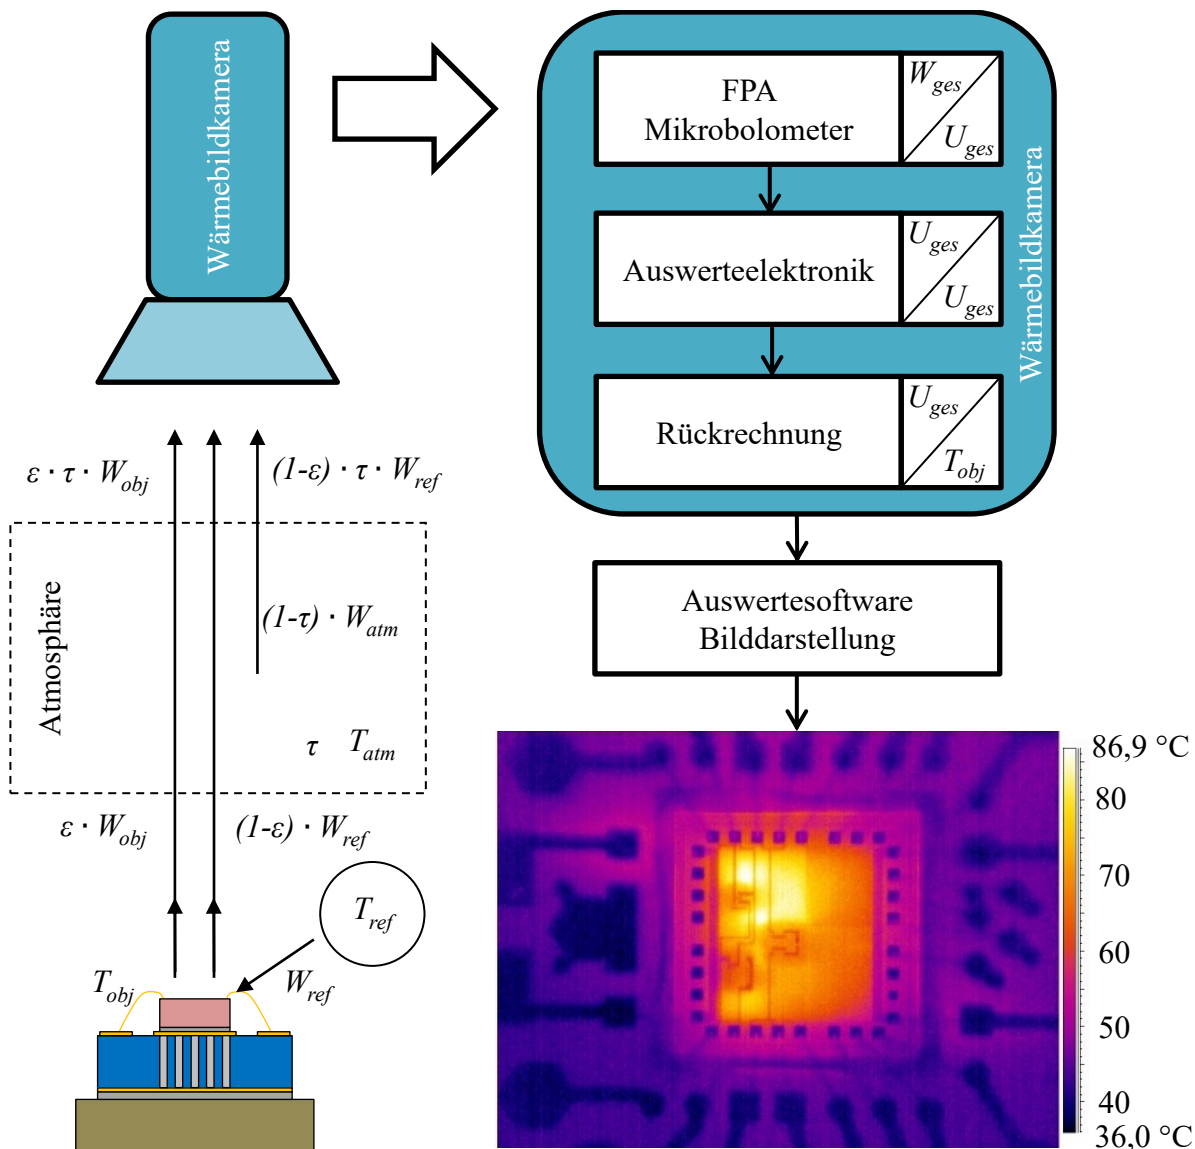 Wärmebildkamera
ε · τ · W_obj
(1-ε) · τ · W_ref
Atmosphäre
(1-τ) · W_atm
τ T_atm
ε · W_obj
(1-ε) · W_ref
T_ref
T_obj
W_ref
Wärmebildkamera
FPA
Mikrobolometer
W_ges
U_ges
Auswerteelektronik
U_ges
U_ges
Rückrechnung
U_ges
T_obj
Auswertesoftware
Bilddarstellung
86,9 °C
80
70
60
50
40
36,0 °C